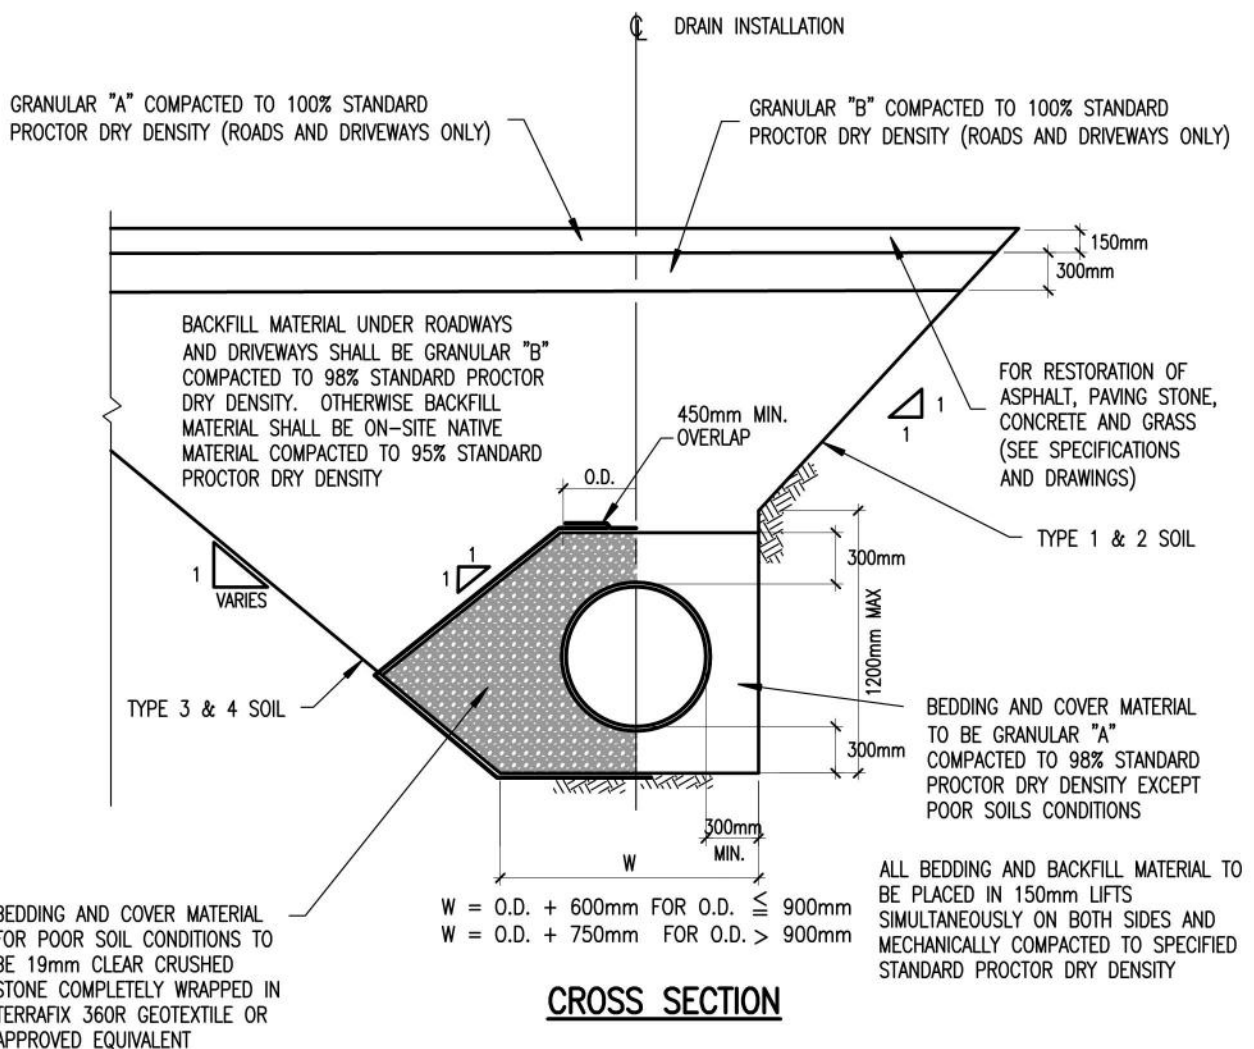 ℄ DRAIN INSTALLATION
GRANULAR "A" COMPACTED TO 100% STANDARD
PROCTOR DRY DENSITY (ROADS AND DRIVEWAYS ONLY)
GRANULAR "B" COMPACTED TO 100% STANDARD
PROCTOR DRY DENSITY (ROADS AND DRIVEWAYS ONLY)
150mm
300mm
BACKFILL MATERIAL UNDER ROADWAYS
AND DRIVEWAYS SHALL BE GRANULAR "B"
COMPACTED TO 98% STANDARD PROCTOR
DRY DENSITY. OTHERWISE BACKFILL
MATERIAL SHALL BE ON-SITE NATIVE
MATERIAL COMPACTED TO 95% STANDARD
PROCTOR DRY DENSITY
450mm MIN.
OVERLAP
1
1
FOR RESTORATION OF
ASPHALT, PAVING STONE,
CONCRETE AND GRASS
(SEE SPECIFICATIONS
AND DRAWINGS)
O.D.
TYPE 1 & 2 SOIL
1
VARIES
1
1
300mm
1200mm MAX
300mm
TYPE 3 & 4 SOIL
BEDDING AND COVER MATERIAL
TO BE GRANULAR "A"
COMPACTED TO 98% STANDARD
PROCTOR DRY DENSITY EXCEPT
POOR SOILS CONDITIONS
300mm
MIN.
W
W = O.D. + 600mm FOR O.D. ≦ 900mm
W = O.D. + 750mm FOR O.D. > 900mm
ALL BEDDING AND BACKFILL MATERIAL TO
BE PLACED IN 150mm LIFTS
SIMULTANEOUSLY ON BOTH SIDES AND
MECHANICALLY COMPACTED TO SPECIFIED
STANDARD PROCTOR DRY DENSITY
BEDDING AND COVER MATERIAL
FOR POOR SOIL CONDITIONS TO
BE 19mm CLEAR CRUSHED
STONE COMPLETELY WRAPPED IN
TERRAFIX 360R GEOTEXTILE OR
APPROVED EQUIVALENT
CROSS SECTION